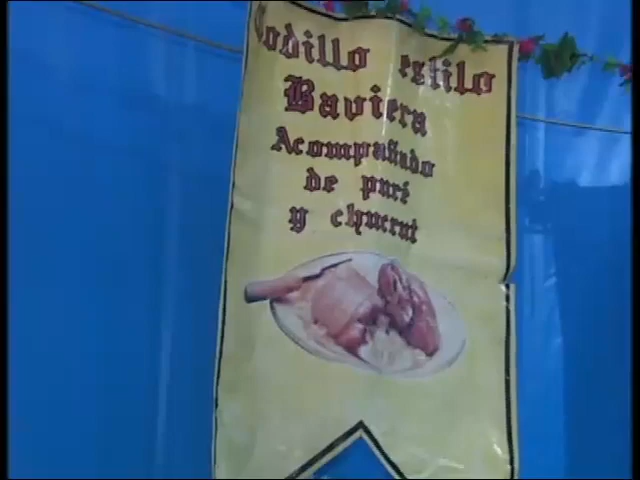 Codillo estilo
Baviera
Acompañado
de puré
y chucrut